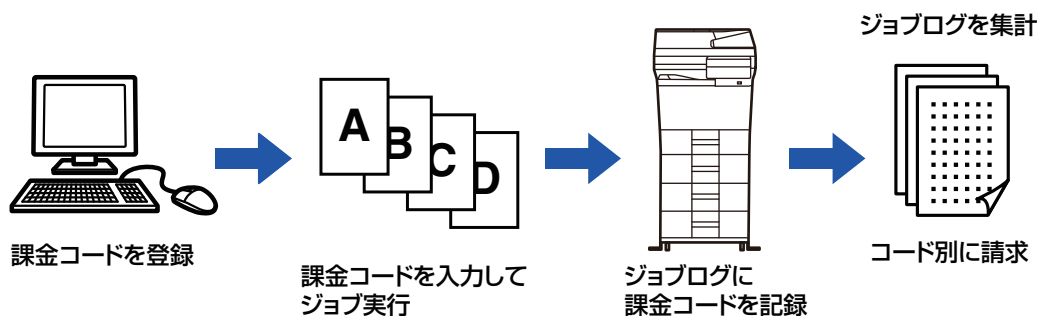 課金コードを登録
A
B
C
D
課金コードを入力して
ジョブ実行
ジョブログに
課金コードを記録
ジョブログを集計
コード別に請求